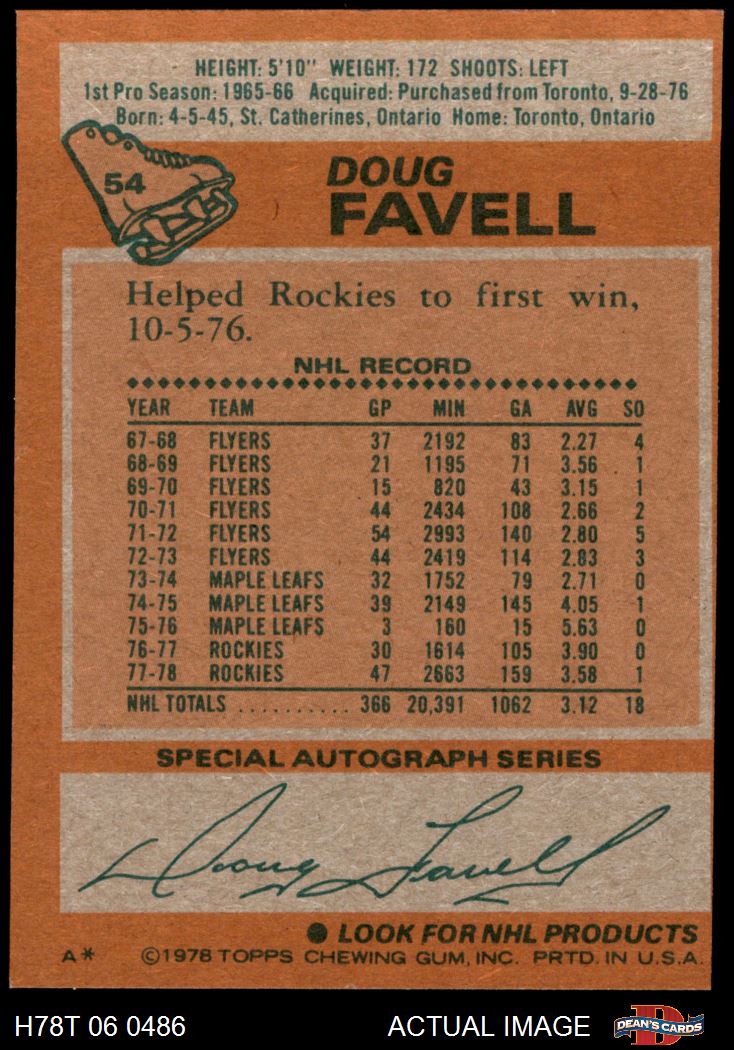 HEIGHT: 5'10" WEIGHT: 172 SHOOTS: LEFT
1st Pro Season: 1965-66 Acquired: Purchased from Toronto, 9-28-76
Born: 4-5-45, St. Catherines, Ontario Home: Toronto, Ontario
54
DOUG
FAVELL
Helped Rockies to first win,
10-5-76.
NHL RECORD
YEAR TEAM GP MIN GA AVG SO
67-68 FLYERS 37 2192 83 2.27 4
68-69 FLYERS 21 1195 71 3.56 1
69-70 FLYERS 15 820 43 3.15 1
70-71 FLYERS 44 2434 108 2.66 2
71-72 FLYERS 54 2993 140 2.80 5
72-73 FLYERS 44 2419 114 2.83 3
73-74 MAPLE LEAFS 32 1752 79 2.71 0
74-75 MAPLE LEAFS 39 2149 145 4.05 1
75-76 MAPLE LEAFS 3 160 15 5.63 0
76-77 ROCKIES 30 1614 105 3.90 0
77-78 ROCKIES 47 2663 159 3.58 1
NHL TOTALS .......... 366 20,391 1062 3.12 18
SPECIAL AUTOGRAPH SERIES
Doug Favell
● LOOK FOR NHL PRODUCTS
A* ©1978 TOPPS CHEWING GUM, INC. PRTD. IN U.S.A.
H78T 06 0486 ACTUAL IMAGE D DEAN'S CARDS